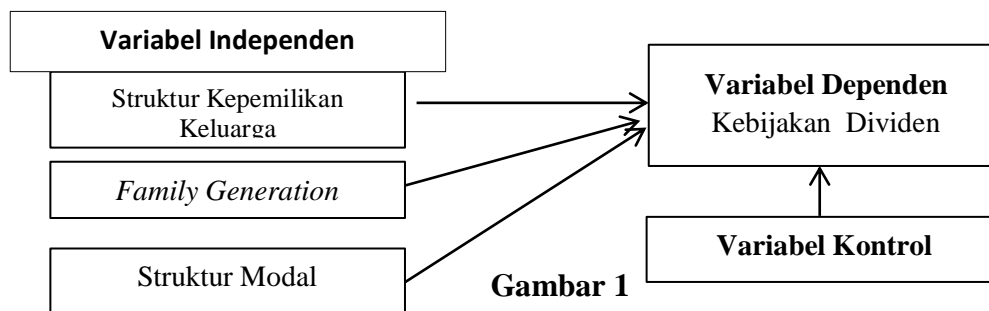 Variabel Independen
Struktur Kepemilikan
Keluarga
Family Generation
Struktur Modal
Variabel Dependen
Kebijakan Dividen
Variabel Kontrol
Gambar 1